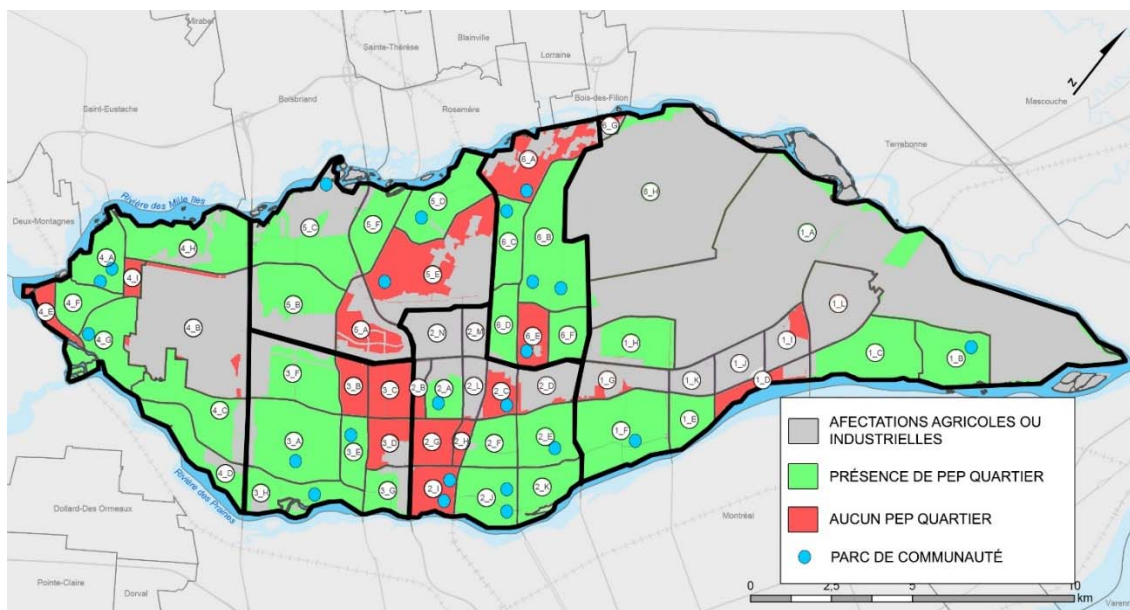 Mirabel
Blainville
Sainte-Thérèse
Lorraine
Saint-Eustache
Boisbriand
Rosemère
Bois-des-Filion
Mascouche
Terrebonne
Deux-Montagnes
Rivière des Mille Îles
Z
6_G
6_A
6_H
5_D
5_C
5_F
6_C
6_B
1_A
4_H
4_A
4_I
4_F
4_E
4_G
4_B
5_E
5_B
5_A
1_L
2_N
2_M
6_D
6_E
6_F
1_H
1_I
1_J
1_C
1_B
3_F
3_B
3_C
2_B
2_A
2_L
2_C
2_D
1_G
1_K
1_D
4_C
3_A
3_E
3_D
2_G
2_H
2_F
2_E
1_F
1_E
4_D
3_H
3_G
2_I
2_J
2_K
Rivière des Prairies
Dollard-Des Ormeaux
Pointe-Claire
Dorval
Montréal
Varenn
AFECTATIONS AGRICOLES OU
INDUSTRIELLES
PRÉSENCE DE PEP QUARTIER
AUCUN PEP QUARTIER
PARC DE COMMUNAUTÉ
0 2,5 5 10
km